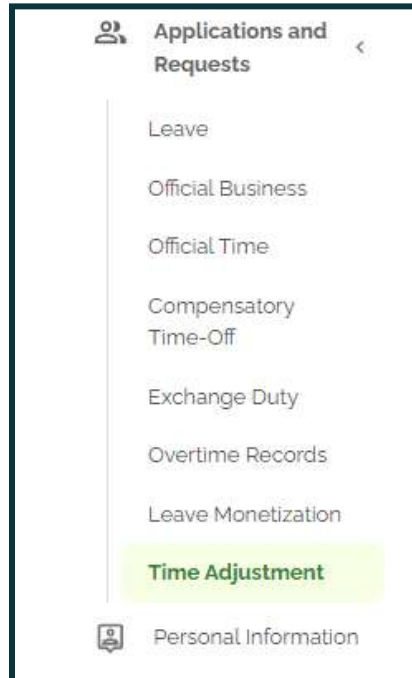 Applications and
Requests
Leave
Official Business
Official Time
Compensatory
Time-Off
Exchange Duty
Overtime Records
Leave Monetization
Time Adjustment
Personal Information